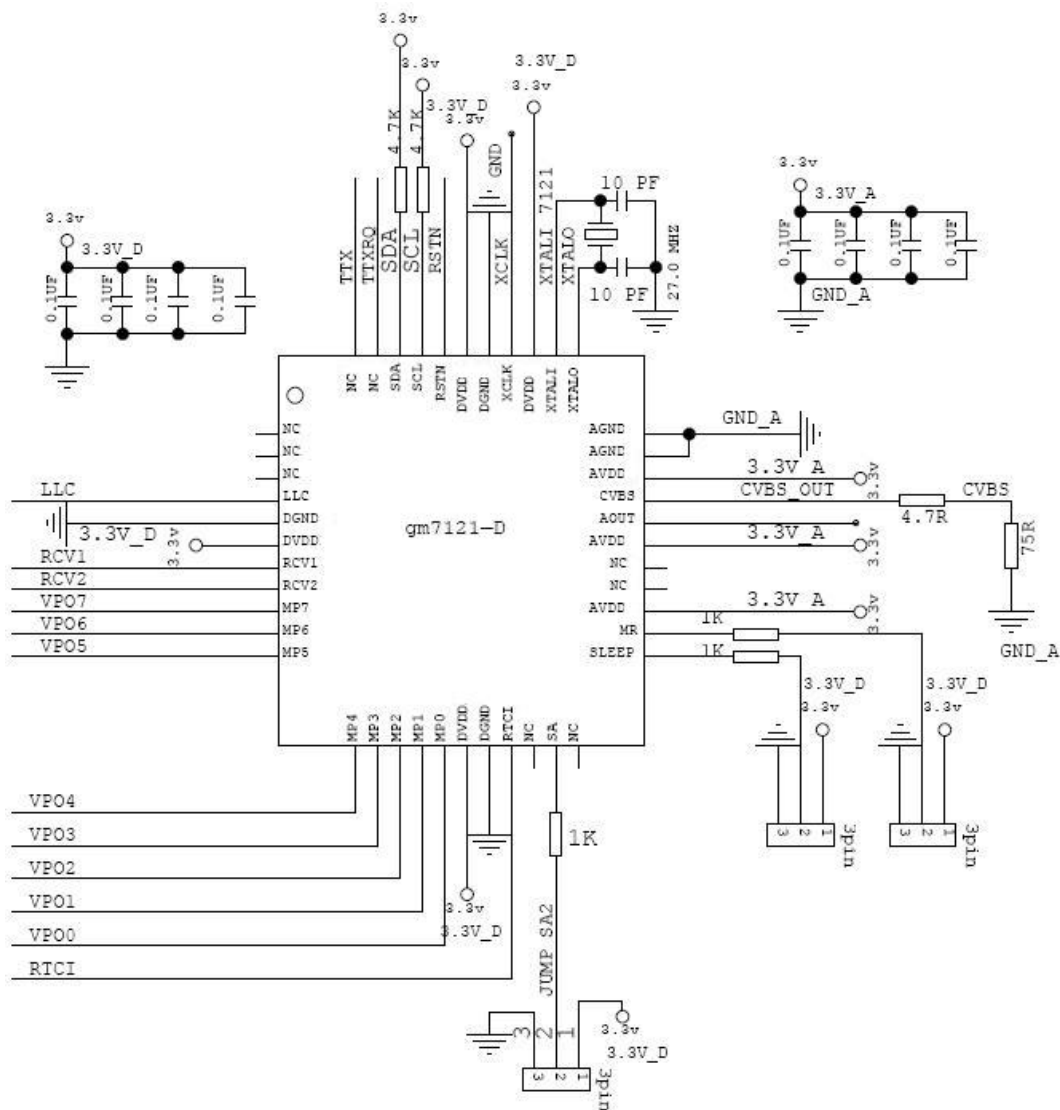 3.3v
3.3v
3.3V_D
3.3v
3.3V_D
3.3v
4.7K
4.7K
GND
XTALI 7121
XTALO
10 PF
10 PF
27.0 MHZ
TTX
TTXRQ
SDA
SCL
RSTN
XCLK
3.3v
3.3V_D
0.1UF
0.1UF
0.1UF
0.1UF
3.3v
3.3V_A
0.1UF
0.1UF
0.1UF
0.1UF
GND_A
NC
NC
SDA
SCL
RSTN
DVDD
DGND
XCLK
DVDD
XTALI
XTALO
NC
NC
NC
LLC
DGND
DVDD
RCV1
RCV2
MP7
MP6
MP5
LLC
3.3V_D
3.3v
RCV1
RCV2
VPO7
VPO6
VPO5
gm7121-D
AGND
AGND
AVDD
CVBS
AOUT
AVDD
NC
NC
AVDD
MR
SLEEP
GND_A
3.3V_A
3.3v
CVBS_OUT
4.7R
CVBS
75R
GND_A
3.3V_A
3.3v
3.3V_A
3.3v
1K
1K
3.3V_D
3.3v
3.3V_D
3.3v
3 2 1
3pin
3 2 1
3pin
MP4
MP3
MP2
MP1
MP0
DVDD
DGND
RTCI
NC
SA
NC
VPO4
VPO3
VPO2
VPO1
VPO0
RTCI
3.3v
3.3V_D
1K
JUMP SA2
3 2 1
3.3v
3.3V_D
3 2 1
3pin